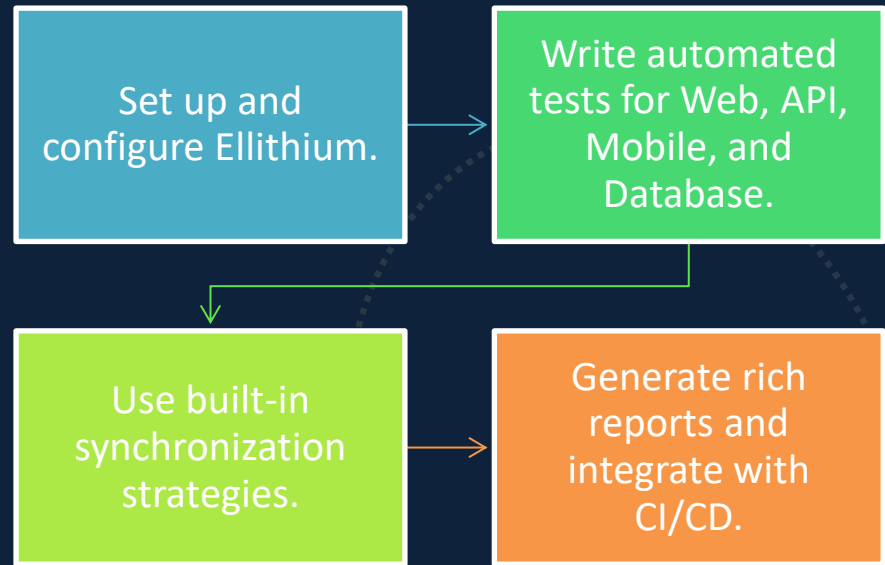 Set up and
configure Ellithium.
Write automated
tests for Web, API,
Mobile, and
Database.
Use built-in
synchronization
strategies.
Generate rich
reports and
integrate with
CI/CD.